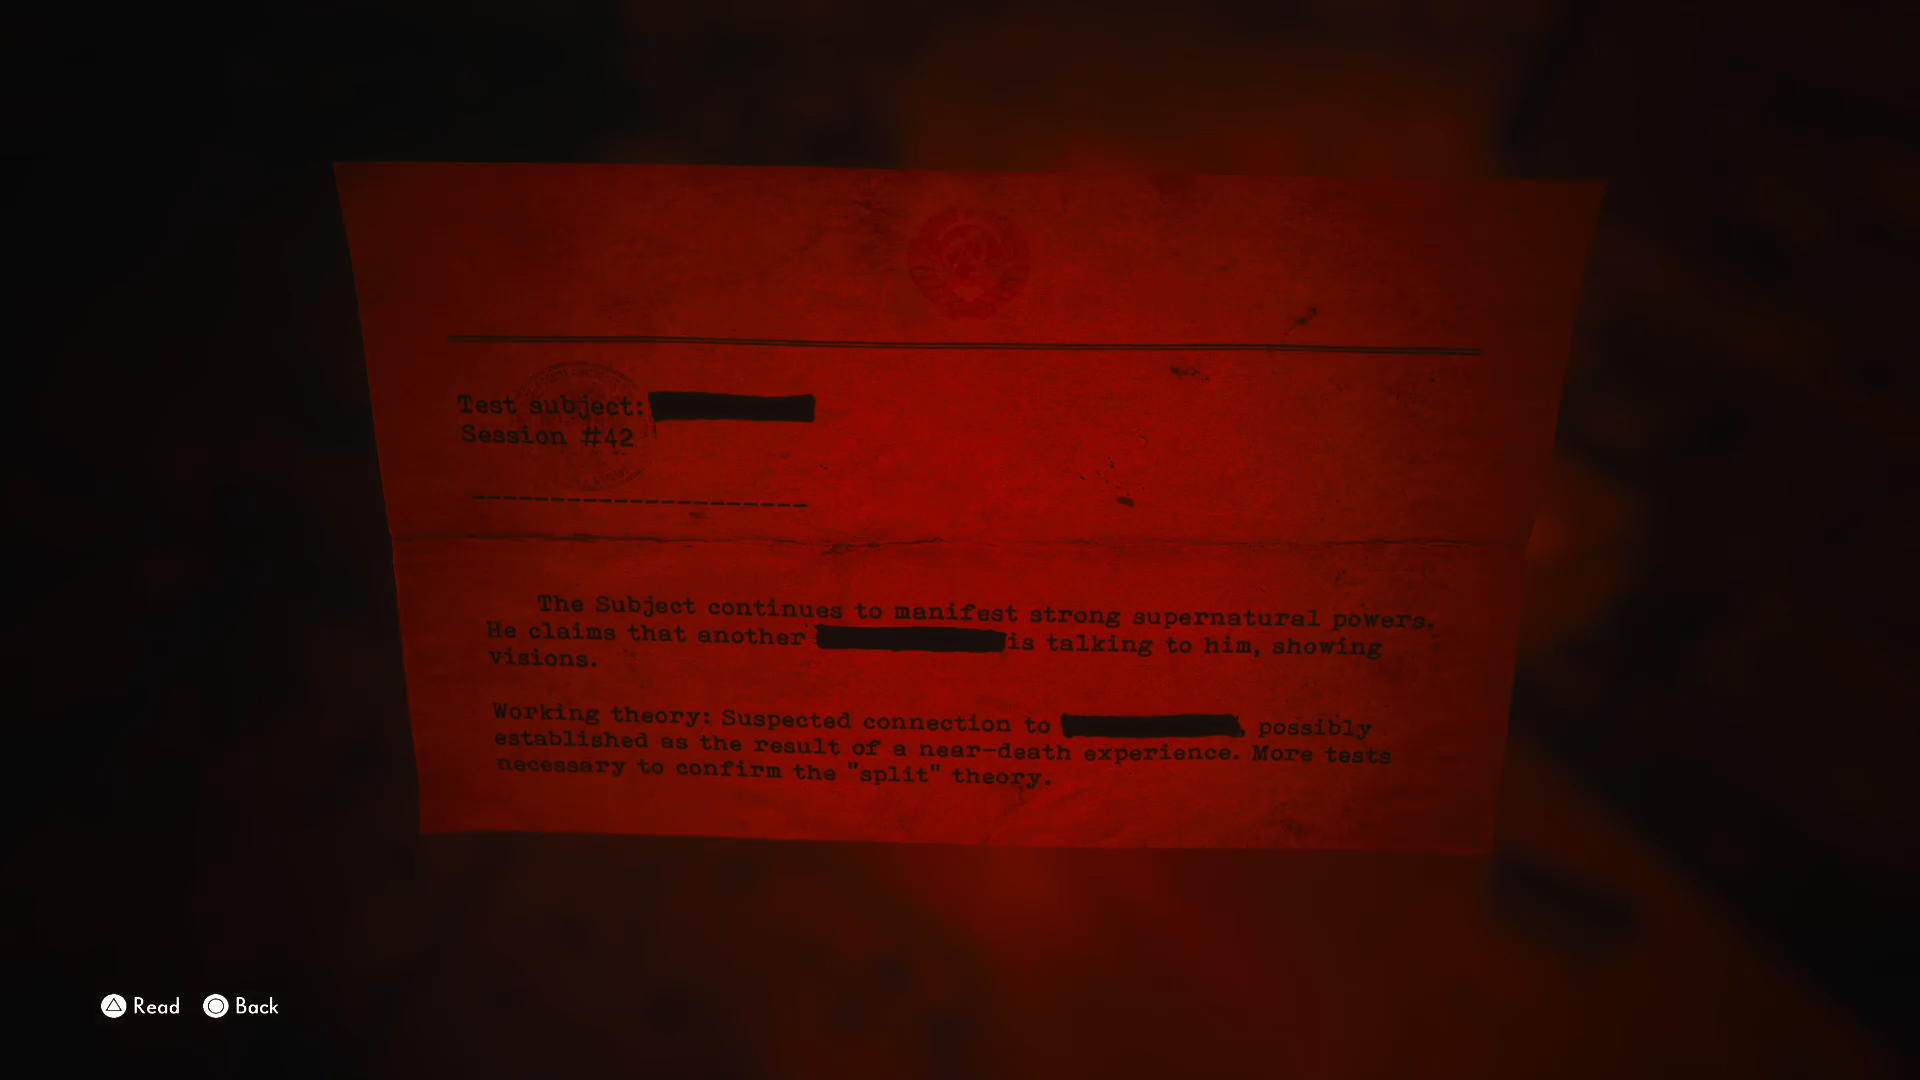 Test subject:
Session #42
The Subject continues to manifest strong supernatural powers.
He claims that another is talking to him, showing
visions.
Working theory: Suspected connection to possibly
established as the result of a near-death experience. More tests
necessary to confirm the "split" theory.
Read Back